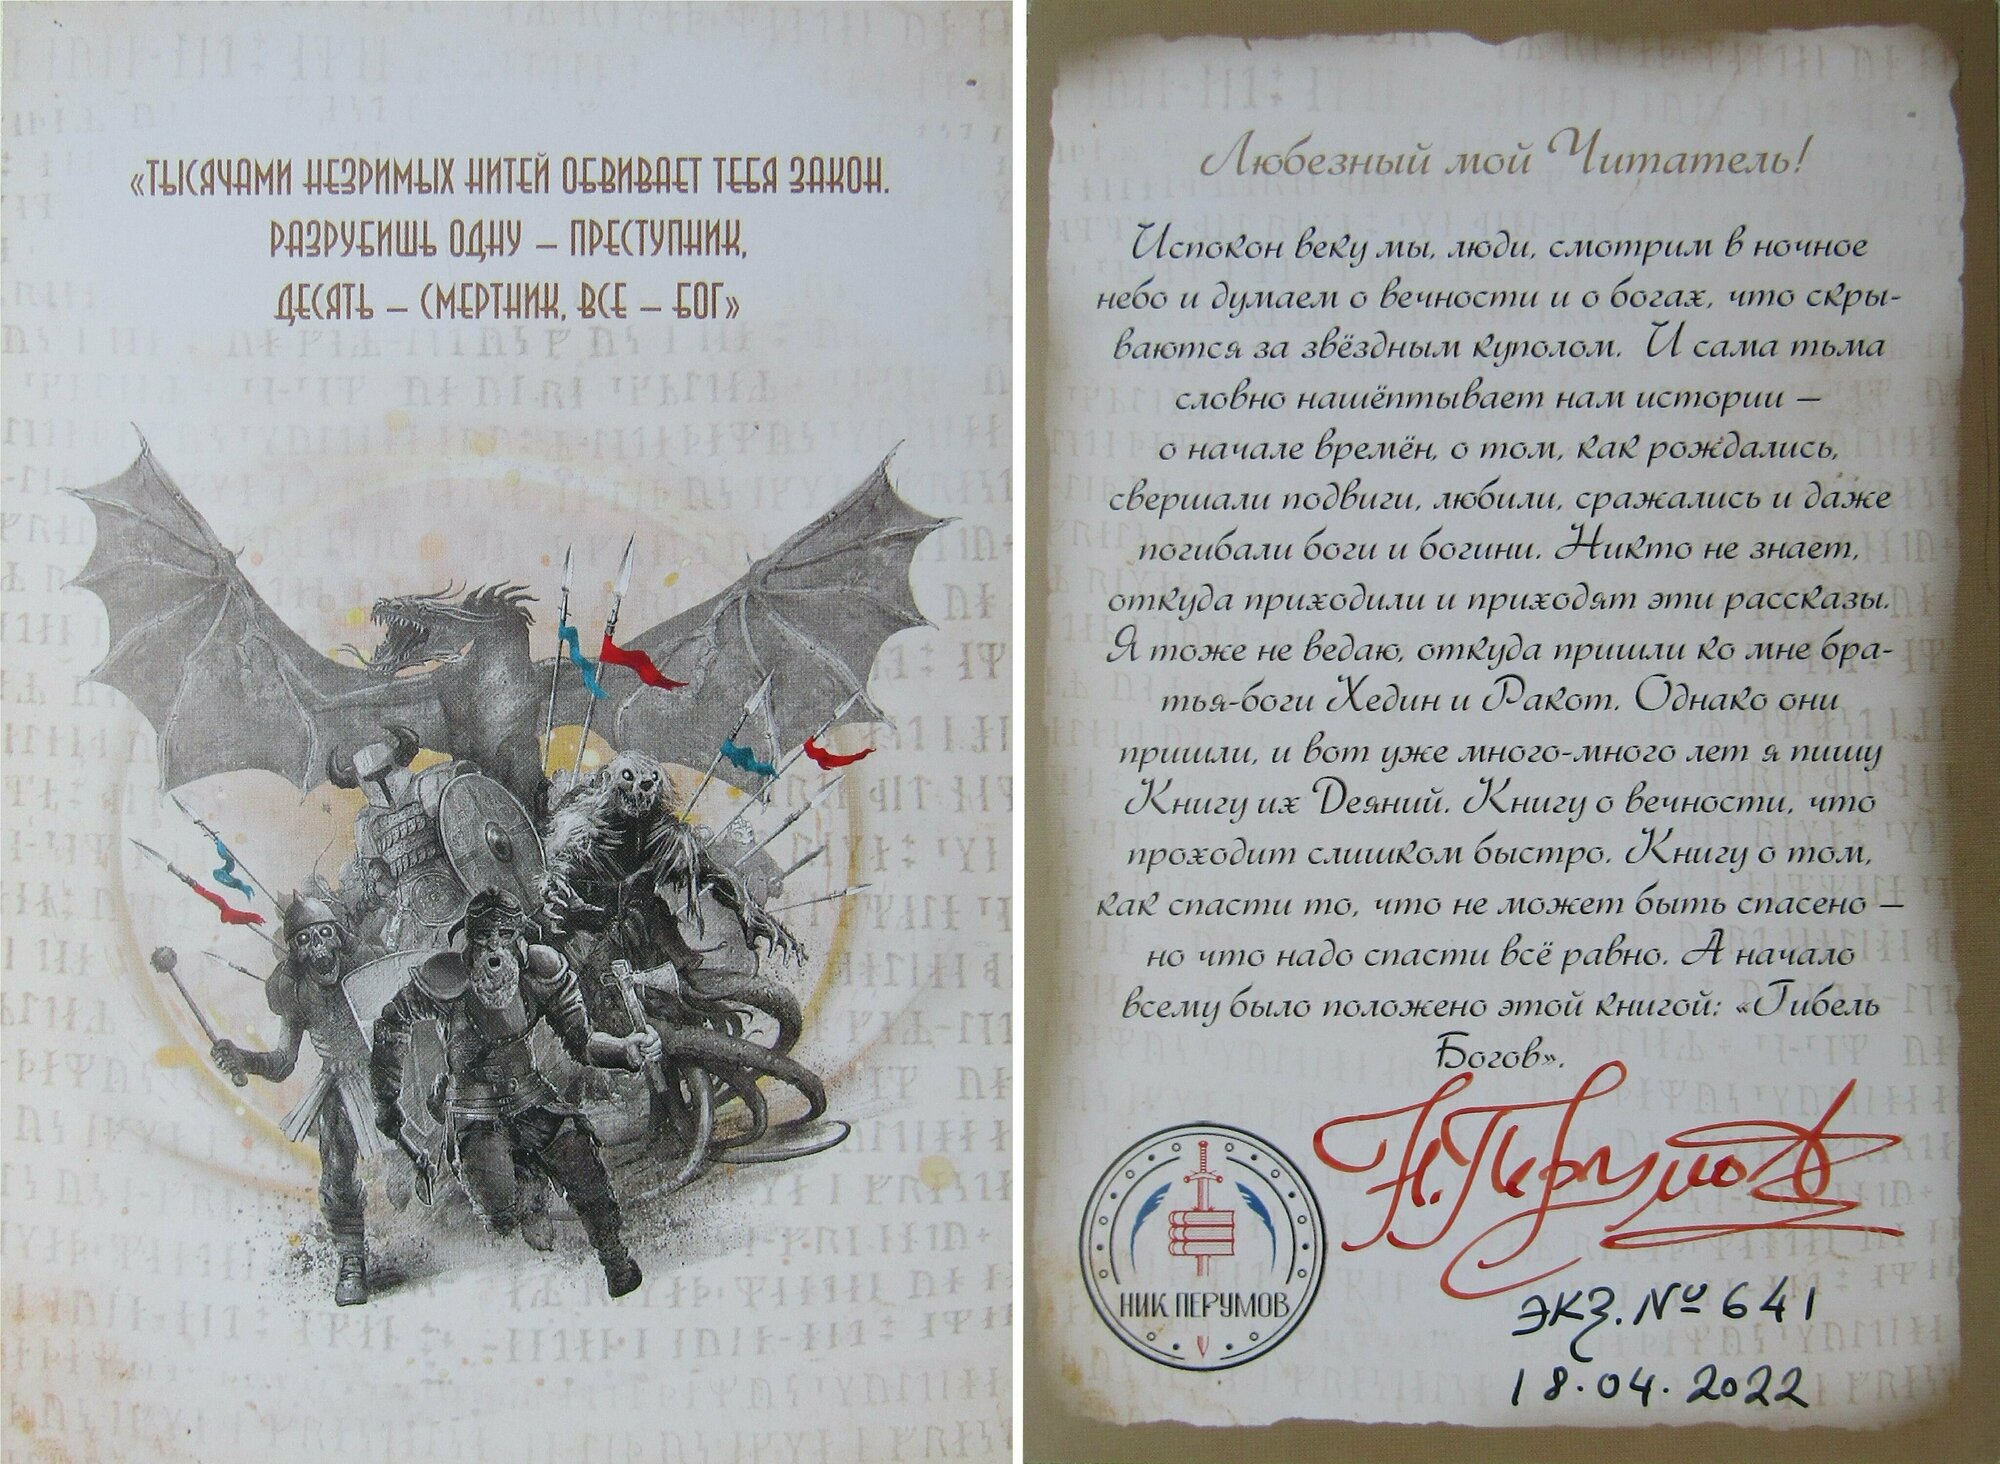 «ТЫСЯЧАМИ НЕЗРИМЫХ НИТЕЙ ОБВИВАЕТ ТЕБЯ ЗАКОН.
РАЗРУБИШЬ ОДНУ — ПРЕСТУПНИК,
ДЕСЯТЬ — СМЕРТНИК, ВСЕ — БОГ»
Любезный мой Читатель!
Испокон веку мы, люди, смотрим в ночное
небо и думаем о вечности и о богах, что скры-
ваются за звёздным куполом. И сама тьма
словно нашёптывает нам истории —
о начале времён, о том, как рождались,
свершали подвиги, любили, сражались и даже
погибали боги и богини. Никто не знает,
откуда приходили и приходят эти рассказы.
Я тоже не ведаю, откуда пришли ко мне бра-
тья-боги Хедин и Ракот. Однако они
пришли, и вот уже много-много лет я пишу
Книгу их Деяний. Книгу о вечности, что
проходит слишком быстро. Книгу о том,
как спасти то, что не может быть спасено —
но что надо спасти всё равно. А начало
всему было положено этой книгой: «Гибель
Богов».
Н. Перумов
НИК ПЕРУМОВ
экз. № 641
18.04.2022